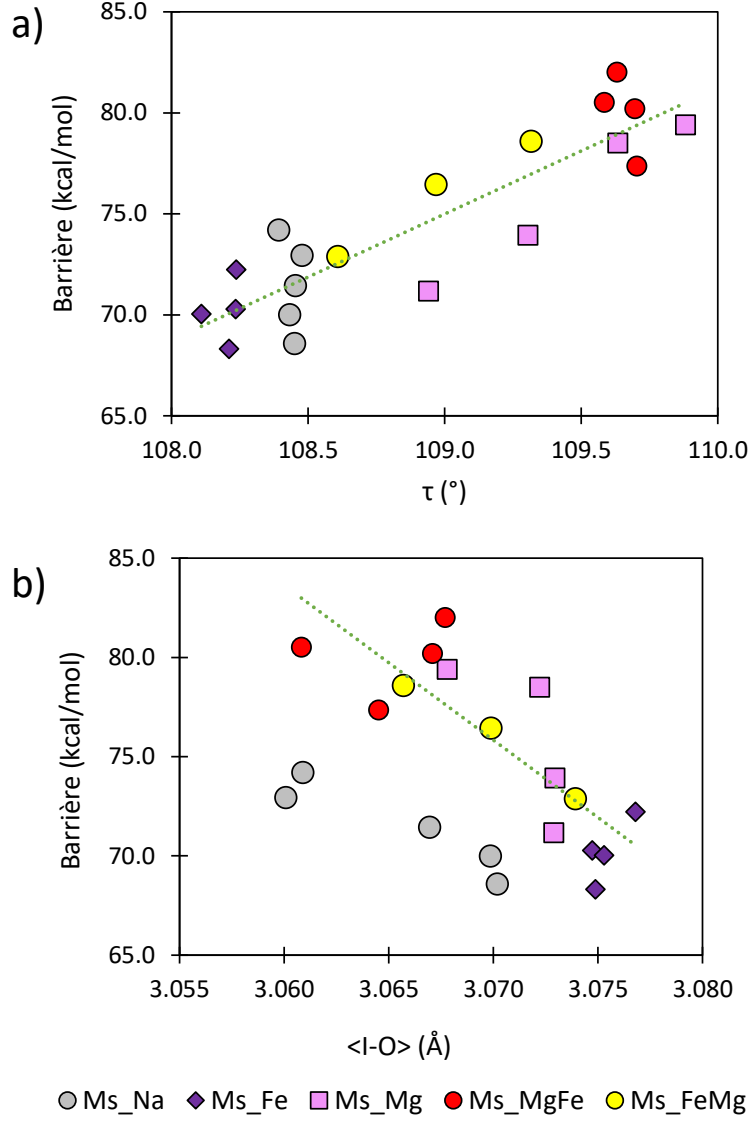 a)
85.0
80.0
75.0
70.0
65.0
Barrière (kcal/mol)
108.0 108.5 109.0 109.5 110.0
τ (°)
b)
85.0
80.0
75.0
70.0
65.0
Barrière (kcal/mol)
3.055 3.060 3.065 3.070 3.075 3.080
<I-O> (Å)
Ms_Na Ms_Fe Ms_Mg Ms_MgFe Ms_FeMg